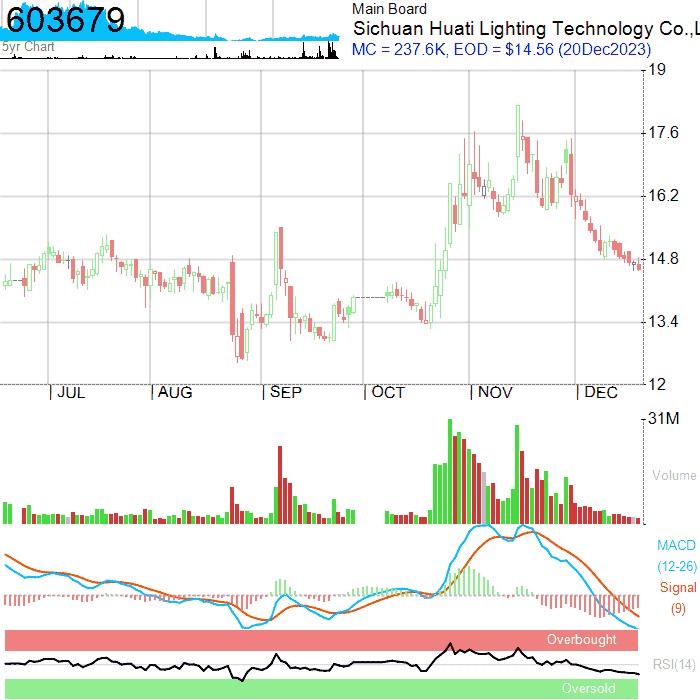 603679
5yr Chart
Main Board
Sichuan Huati Lighting Technology Co.,L
MC = 237.6K, EOD = $14.56 (20Dec2023)
19
17.6
16.2
14.8
13.4
12
JUL AUG SEP OCT NOV DEC
31M
Volume
MACD
(12-26)
Signal
(9)
Overbought
RSI(14)
Oversold